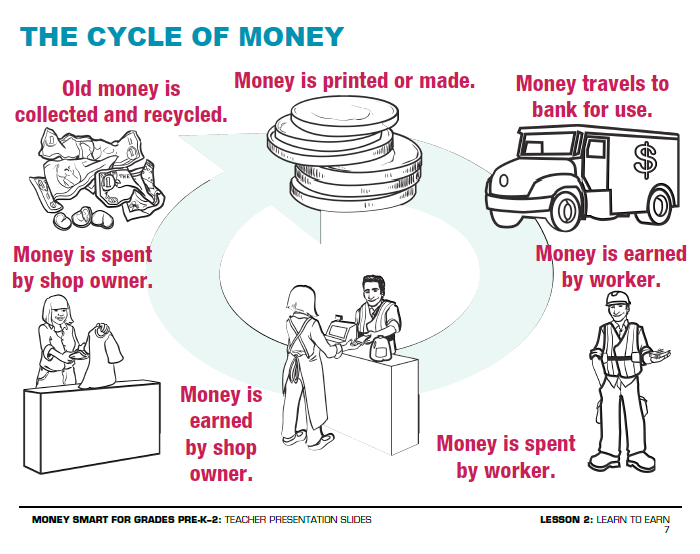 THE CYCLE OF MONEY
Money is printed or made.
Money travels to
bank for use.
Money is earned
by worker.
Money is spent
by worker.
Money is
earned
by shop
owner.
Money is spent
by shop owner.
Old money is
collected and recycled.
$
MONEY SMART FOR GRADES PRE-K–2: TEACHER PRESENTATION SLIDES
LESSON 2: LEARN TO EARN
7